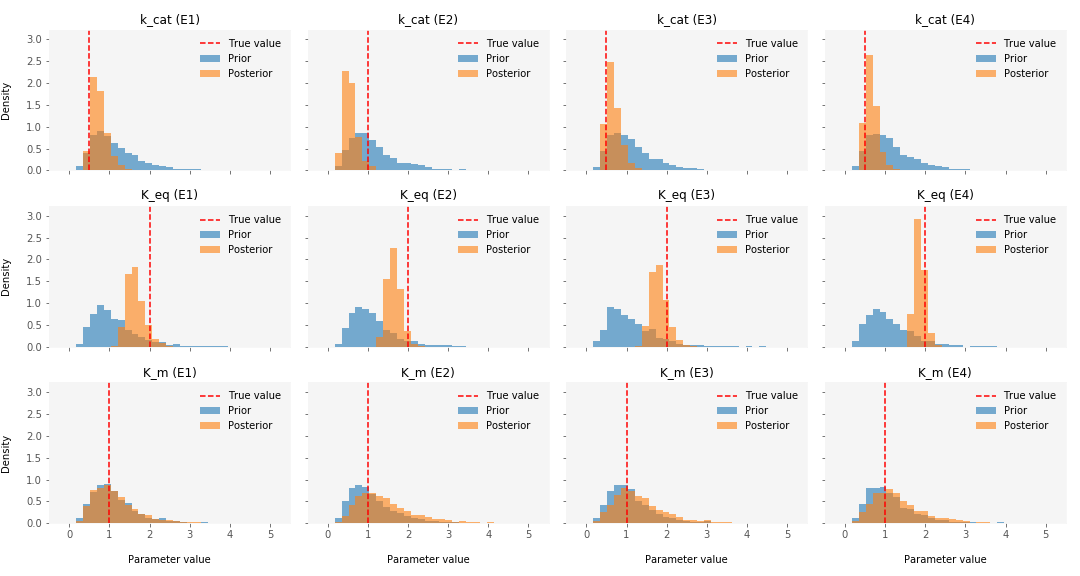 k_cat (E1)
k_cat (E2)
k_cat (E3)
k_cat (E4)
Density
3.0
2.5
2.0
1.5
1.0
0.5
0.0
True value
Prior
Posterior
True value
Prior
Posterior
True value
Prior
Posterior
True value
Prior
Posterior
K_eq (E1)
K_eq (E2)
K_eq (E3)
K_eq (E4)
Density
3.0
2.5
2.0
1.5
1.0
0.5
0.0
True value
Prior
Posterior
True value
Prior
Posterior
True value
Prior
Posterior
True value
Prior
Posterior
K_m (E1)
K_m (E2)
K_m (E3)
K_m (E4)
Density
3.0
2.5
2.0
1.5
1.0
0.5
0.0
True value
Prior
Posterior
True value
Prior
Posterior
True value
Prior
Posterior
True value
Prior
Posterior
0 1 2 3 4 5
0 1 2 3 4 5
0 1 2 3 4 5
0 1 2 3 4 5
Parameter value
Parameter value
Parameter value
Parameter value